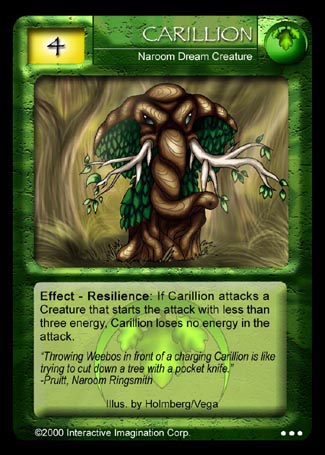 4
CARILLION
Naroom Dream Creature
Effect - Resilience: If Carillion attacks a
Creature that starts the attack with less than
three energy, Carillion loses no energy in the
attack.
“Throwing Weebos in front of a charging Carillion is like
trying to cut down a tree with a pocket knife.”
-Pruitt, Naroom Ringsmith
Illus. by Holmberg/Vega
©2000 Interactive Imagination Corp.